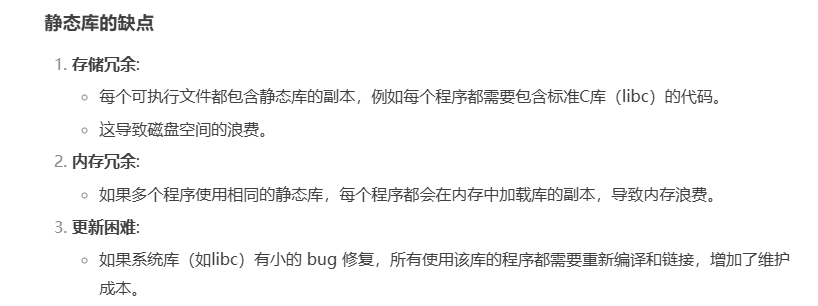 静态库的缺点
1. 存储冗余:
◦ 每个可执行文件都包含静态库的副本，例如每个程序都需要包含标准C库（libc）的代码。
◦ 这导致磁盘空间的浪费。
2. 内存冗余:
◦ 如果多个程序使用相同的静态库，每个程序都会在内存中加载库的副本，导致内存浪费。
3. 更新困难:
◦ 如果系统库（如libc）有小的 bug 修复，所有使用该库的程序都需要重新编译和链接，增加了维护
成本。